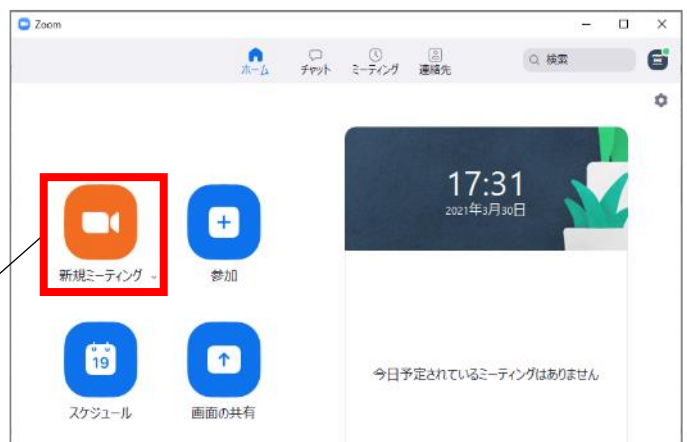 Zoom
ホーム
チャット
ミーティング
連絡先
検索
17:31
2021年3月30日
新規ミーティング
参加
19
スケジュール
画面の共有
今日予定されているミーティングはありません